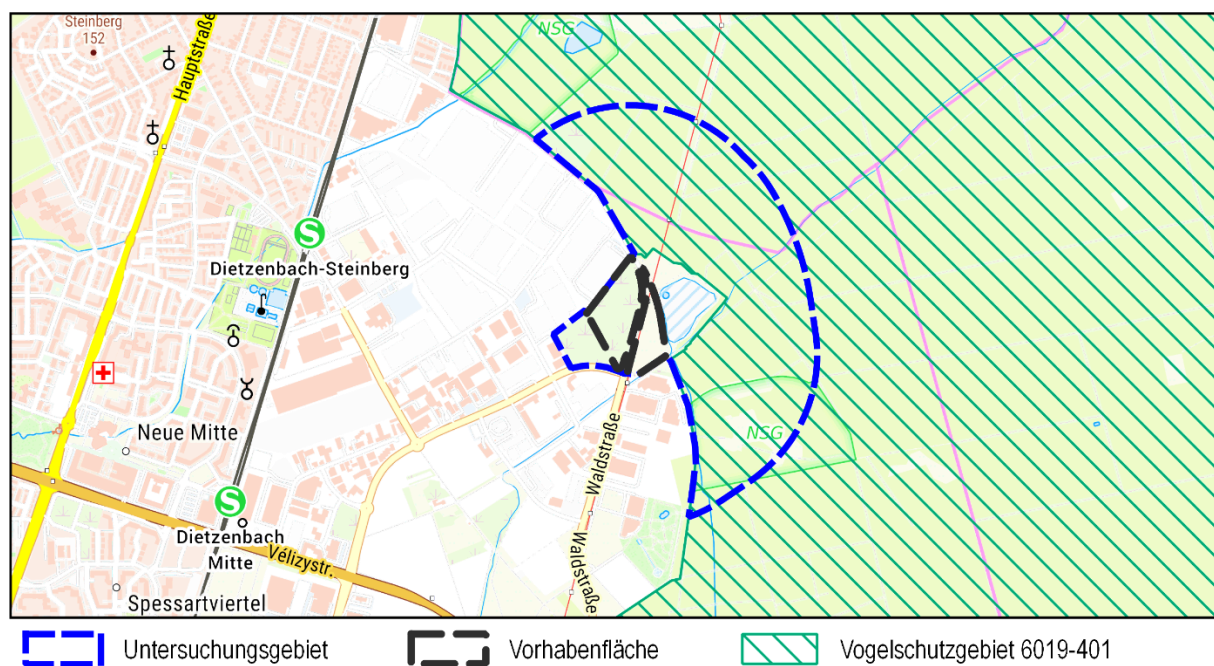 Steinberg
152
Hauptstraße
NSG
S
Dietzenbach-Steinberg
Neue Mitte
NSG
Waldstraße
S
Dietzenbach
Mitte
Vélizystr.
Waldstraße
Spessartviertel
Untersuchungsgebiet
Vorhabenfläche
Vogelschutzgebiet 6019-401